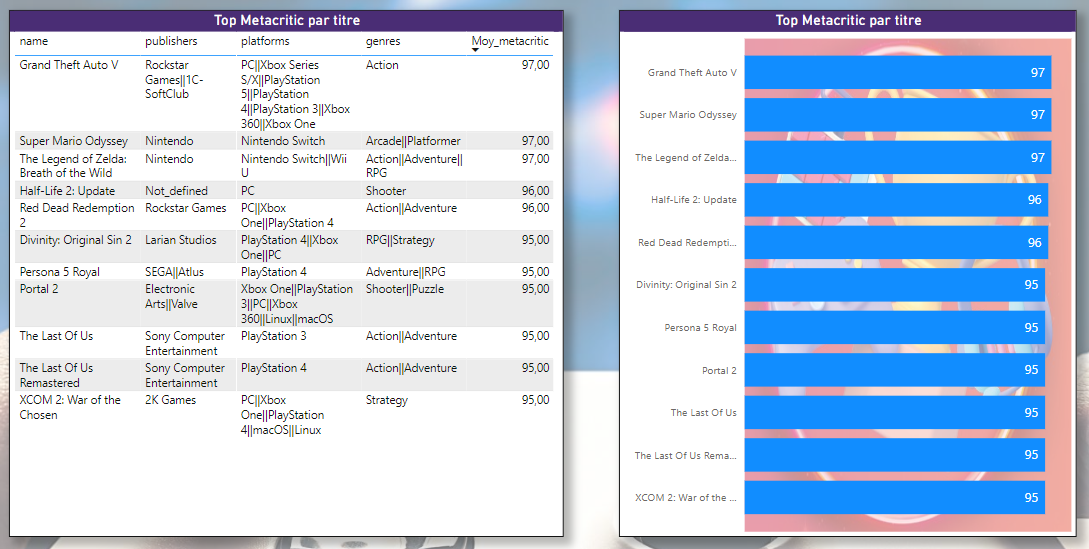 Top Metacritic par titre
name publishers platforms genres Moy_metacritic
Grand Theft Auto V Rockstar PC||Xbox Series Action 97,00
Games||1C- S/X||PlayStation
SoftClub 5||PlayStation
4||PlayStation 3||Xbox
360||Xbox One
Super Mario Odyssey Nintendo Nintendo Switch Arcade||Platformer 97,00
The Legend of Zelda: Nintendo Nintendo Switch||Wii Action||Adventure|| 97,00
Breath of the Wild U RPG
Half-Life 2: Update Not_defined PC Shooter 96,00
Red Dead Redemption Rockstar Games PC||Xbox Action||Adventure 96,00
2 One||PlayStation 4
Divinity: Original Sin 2 Larian Studios PlayStation 4||Xbox RPG||Strategy 95,00
One||PC
Persona 5 Royal SEGA||Atlus PlayStation 4 Adventure||RPG 95,00
Portal 2 Electronic Xbox One||PlayStation Shooter||Puzzle 95,00
Arts||Valve 3||PC||Xbox
360||Linux||macOS
The Last Of Us Sony Computer PlayStation 3 Action||Adventure 95,00
Entertainment
The Last Of Us Sony Computer PlayStation 4 Action||Adventure 95,00
Remastered Entertainment
XCOM 2: War of the 2K Games PC||Xbox Strategy 95,00
Chosen One||PlayStation
4||macOS||Linux
Top Metacritic par titre
Grand Theft Auto V 97
Super Mario Odyssey 97
The Legend of Zelda... 97
Half-Life 2: Update 96
Red Dead Redempti... 96
Divinity: Original Sin 2 95
Persona 5 Royal 95
Portal 2 95
The Last Of Us 95
The Last Of Us Rema... 95
XCOM 2: War of the ... 95